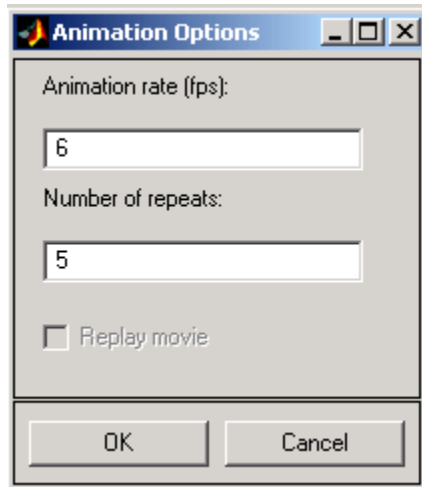 Animation Options
Animation rate (fps):
6
Number of repeats:
5
Replay movie
OK Cancel